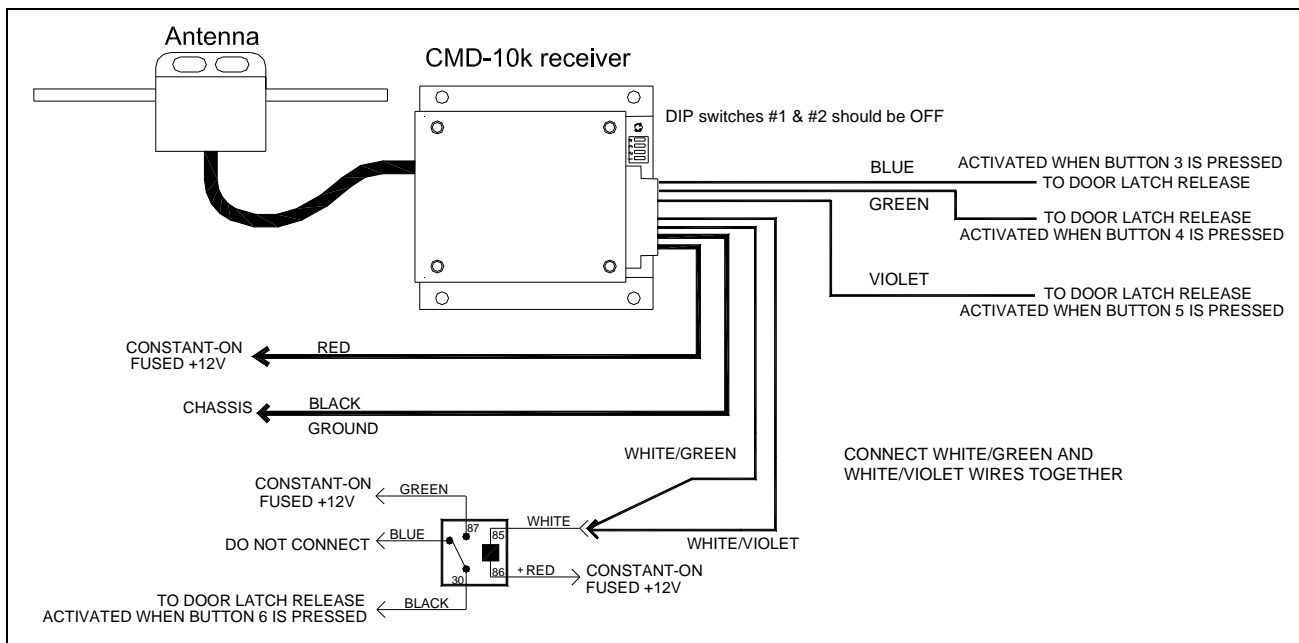 Antenna
CMD-10k receiver
DIP switches #1 & #2 should be OFF
BLUE
ACTIVATED WHEN BUTTON 3 IS PRESSED
TO DOOR LATCH RELEASE
GREEN
TO DOOR LATCH RELEASE
ACTIVATED WHEN BUTTON 4 IS PRESSED
VIOLET
TO DOOR LATCH RELEASE
ACTIVATED WHEN BUTTON 5 IS PRESSED
CONSTANT-ON
FUSED +12V
RED
CHASSIS
BLACK
GROUND
WHITE/GREEN
CONNECT WHITE/GREEN AND
WHITE/VIOLET WIRES TOGETHER
CONSTANT-ON
FUSED +12V
GREEN
87
WHITE
85
DO NOT CONNECT
BLUE
WHITE/VIOLET
86
+ RED
CONSTANT-ON
FUSED +12V
30
TO DOOR LATCH RELEASE
ACTIVATED WHEN BUTTON 6 IS PRESSED
BLACK